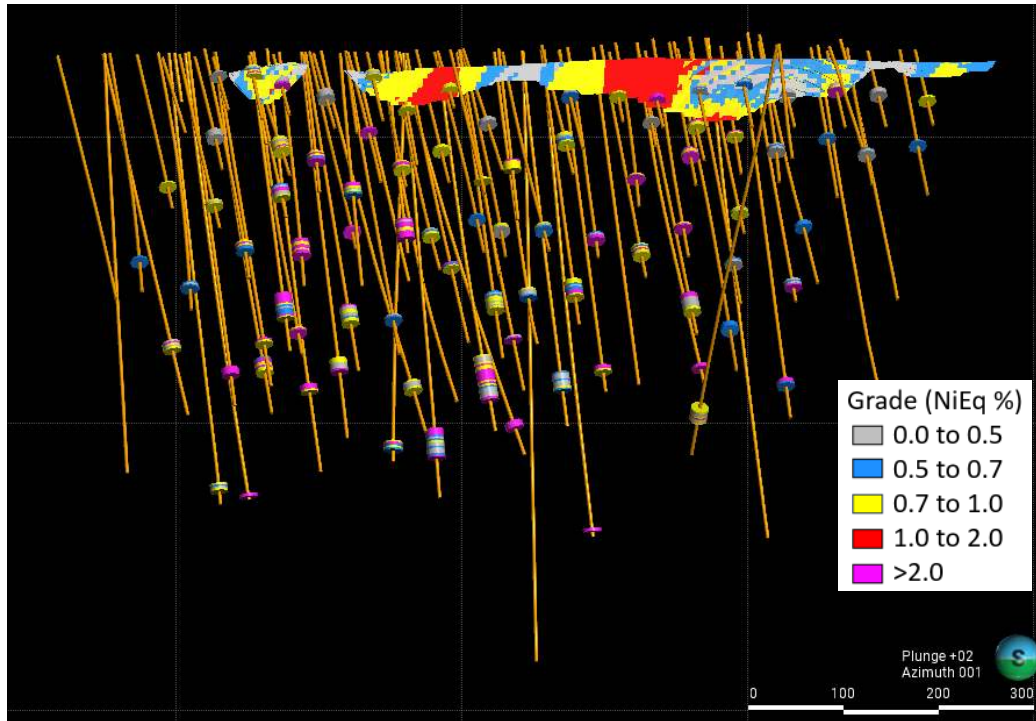 Grade (NiEq %)
0.0 to 0.5
0.5 to 0.7
0.7 to 1.0
1.0 to 2.0
>2.0
Plunge +02
Azimuth 001
S
0 100 200 300